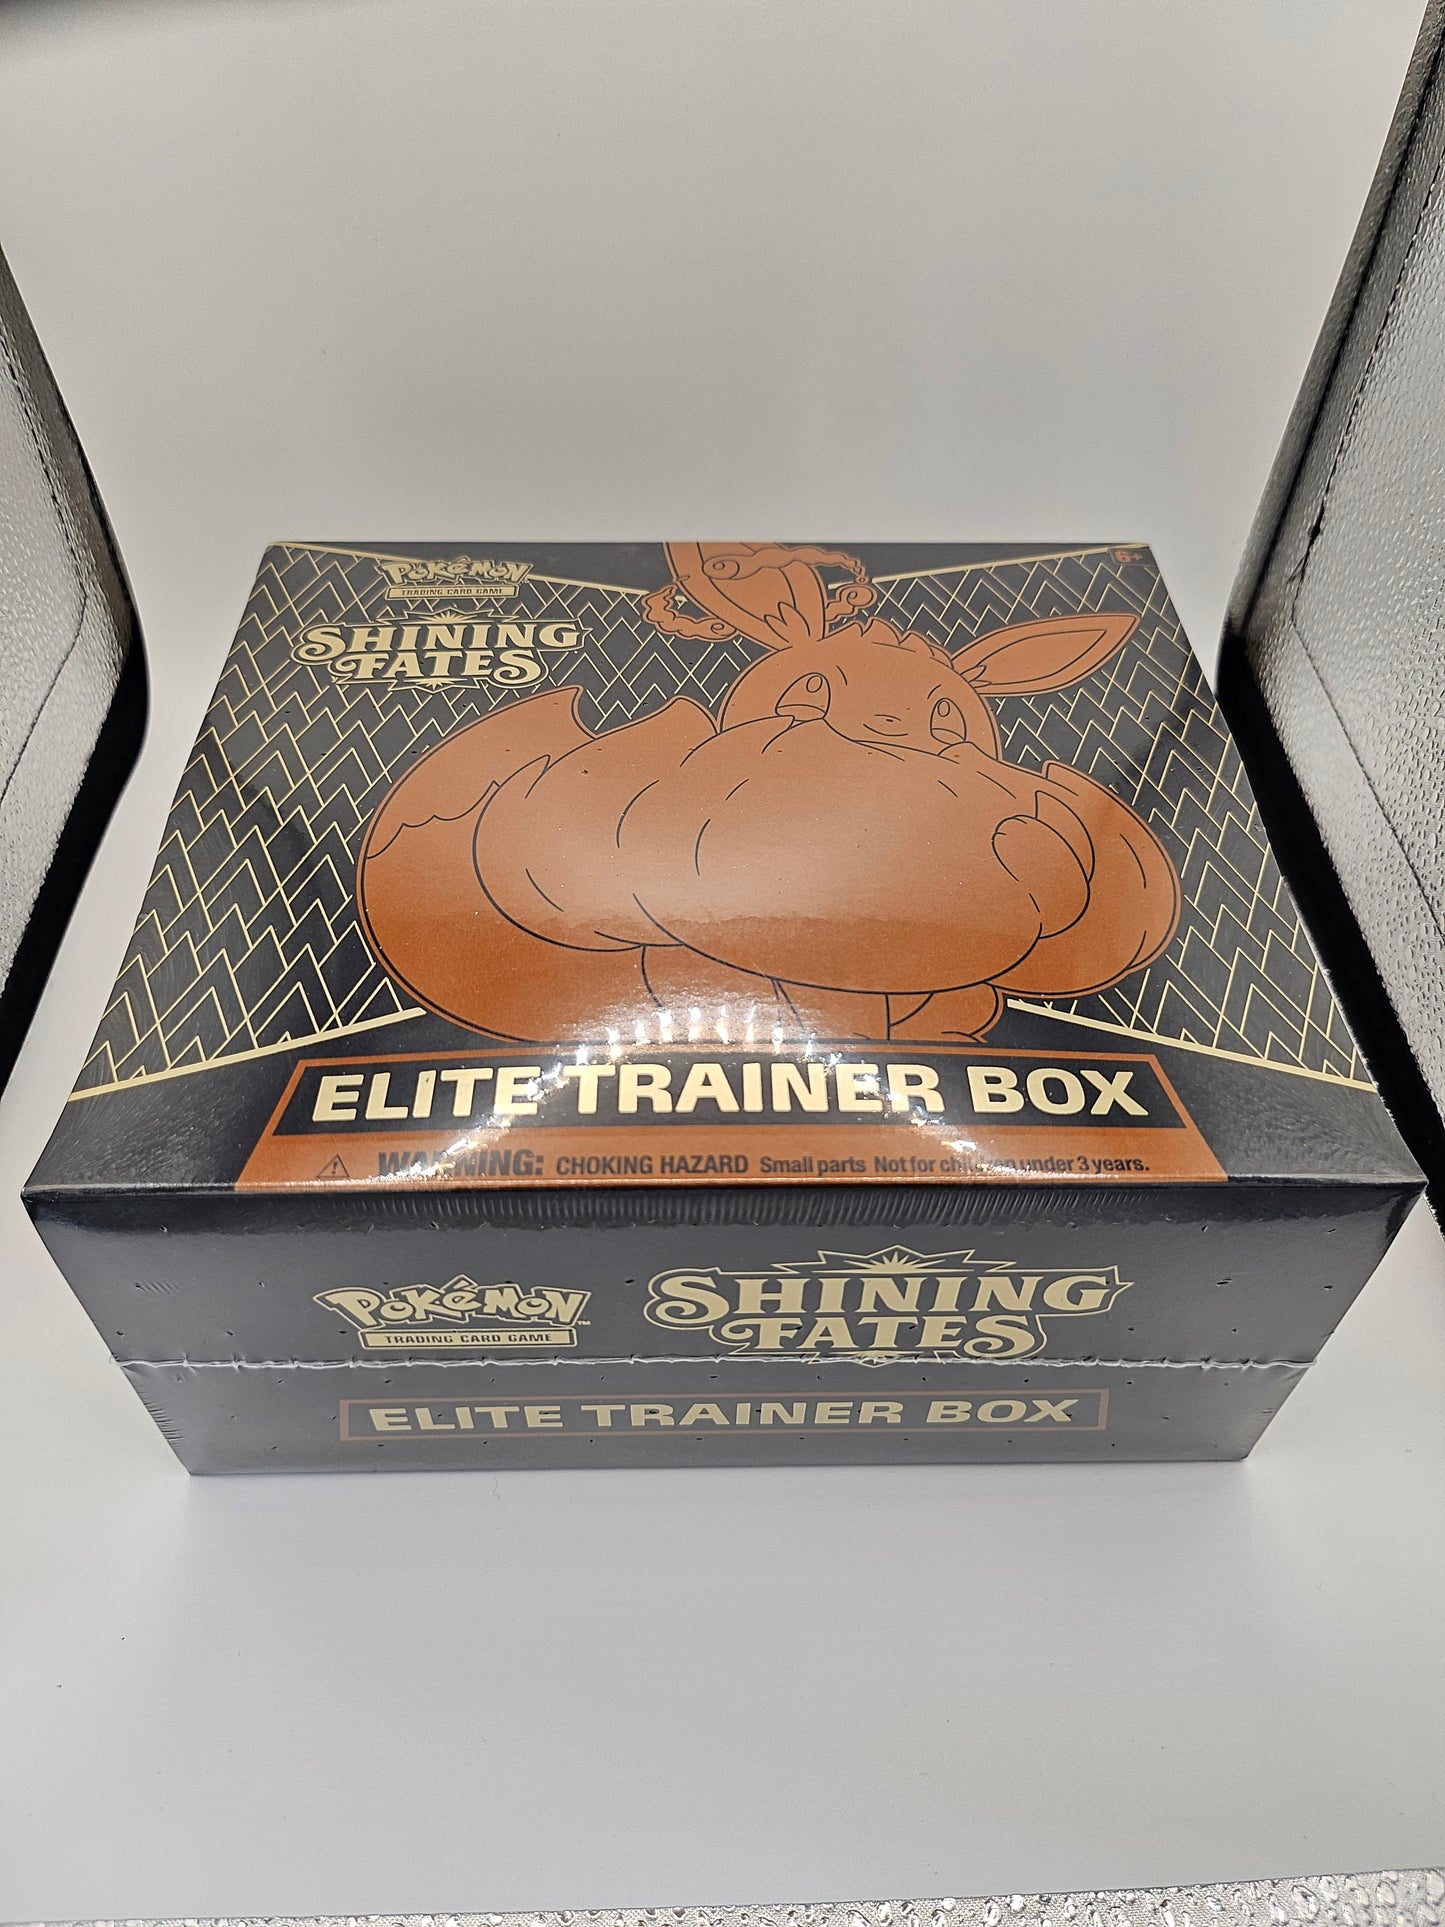 6+
Pokémon
TRADING CARD GAME
SHINING
FATES
ELITE TRAINER BOX
WARNING: CHOKING HAZARD Small parts Not for children under 3 years.
Pokémon™
TRADING CARD GAME
SHINING
FATES
ELITE TRAINER BOX